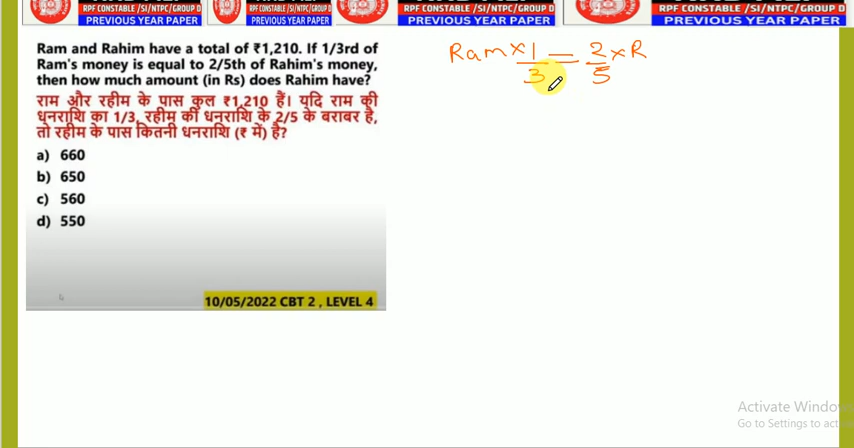 RPF CONSTABLE /SI/NTPC/GROUP D
PREVIOUS YEAR PAPER
RPF CONSTABLE /SI/NTPC/GROUP D
PREVIOUS YEAR PAPER
RPF CONSTABLE /SI/NTPC/GROUP D
PREVIOUS YEAR PAPER
RPF CONSTABLE /SI/NTPC/GROUP D
PREVIOUS YEAR PAPER
Ram and Rahim have a total of ₹1,210. If 1/3rd of
Ram's money is equal to 2/5th of Rahim's money,
then how much amount (in Rs) does Rahim have?
राम और रहीम के पास कुल ₹1,210 हैं। यदि राम की
धनराशि का 1/3, रहीम की धनराशि के 2/5 के बराबर है,
तो रहीम के पास कितनी धनराशि (₹ में) है?
a) 660
b) 650
c) 560
d) 550
10/05/2022 CBT 2 , LEVEL 4
Ram × 1/3 = 2/5 × R
Activate Windo
Go to Settings to acti